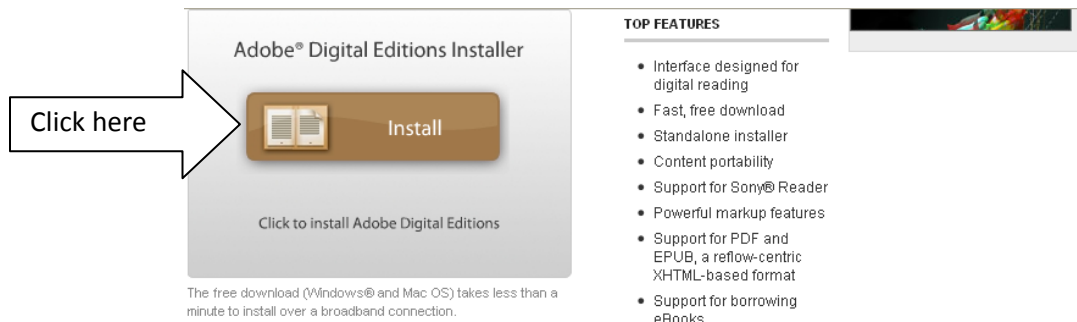 Click here
Adobe® Digital Editions Installer
Install
Click to install Adobe Digital Editions
The free download (Windows® and Mac OS) takes less than a
minute to install over a broadband connection.
TOP FEATURES
• Interface designed for
digital reading
• Fast, free download
• Standalone installer
• Content portability
• Support for Sony® Reader
• Powerful markup features
• Support for PDF and
EPUB, a reflow-centric
XHTML-based format
• Support for borrowing
eBooks